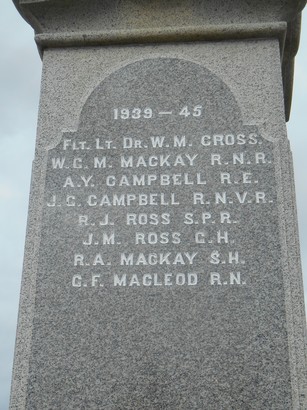 1939 — 45
FLT. LT. DR. W. M. CROSS.
W. G. M. MACKAY R. N. R.
A. Y. CAMPBELL R. E.
J. G. CAMPBELL R. N. V. R.
R. J. ROSS S. P. R.
J. M. ROSS G. H.
R. A. MACKAY S. H.
G. F. MACLEOD R. N.